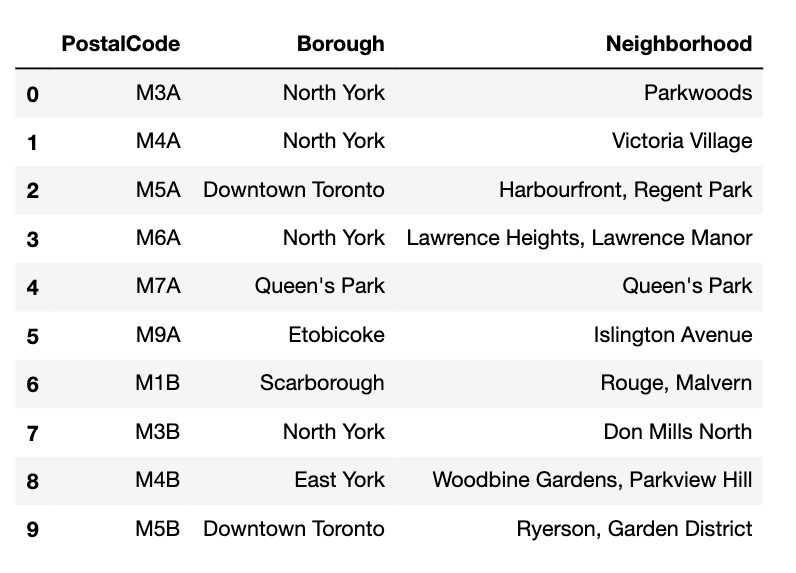 PostalCode Borough Neighborhood
0 M3A North York Parkwoods
1 M4A North York Victoria Village
2 M5A Downtown Toronto Harbourfront, Regent Park
3 M6A North York Lawrence Heights, Lawrence Manor
4 M7A Queen's Park Queen's Park
5 M9A Etobicoke Islington Avenue
6 M1B Scarborough Rouge, Malvern
7 M3B North York Don Mills North
8 M4B East York Woodbine Gardens, Parkview Hill
9 M5B Downtown Toronto Ryerson, Garden District